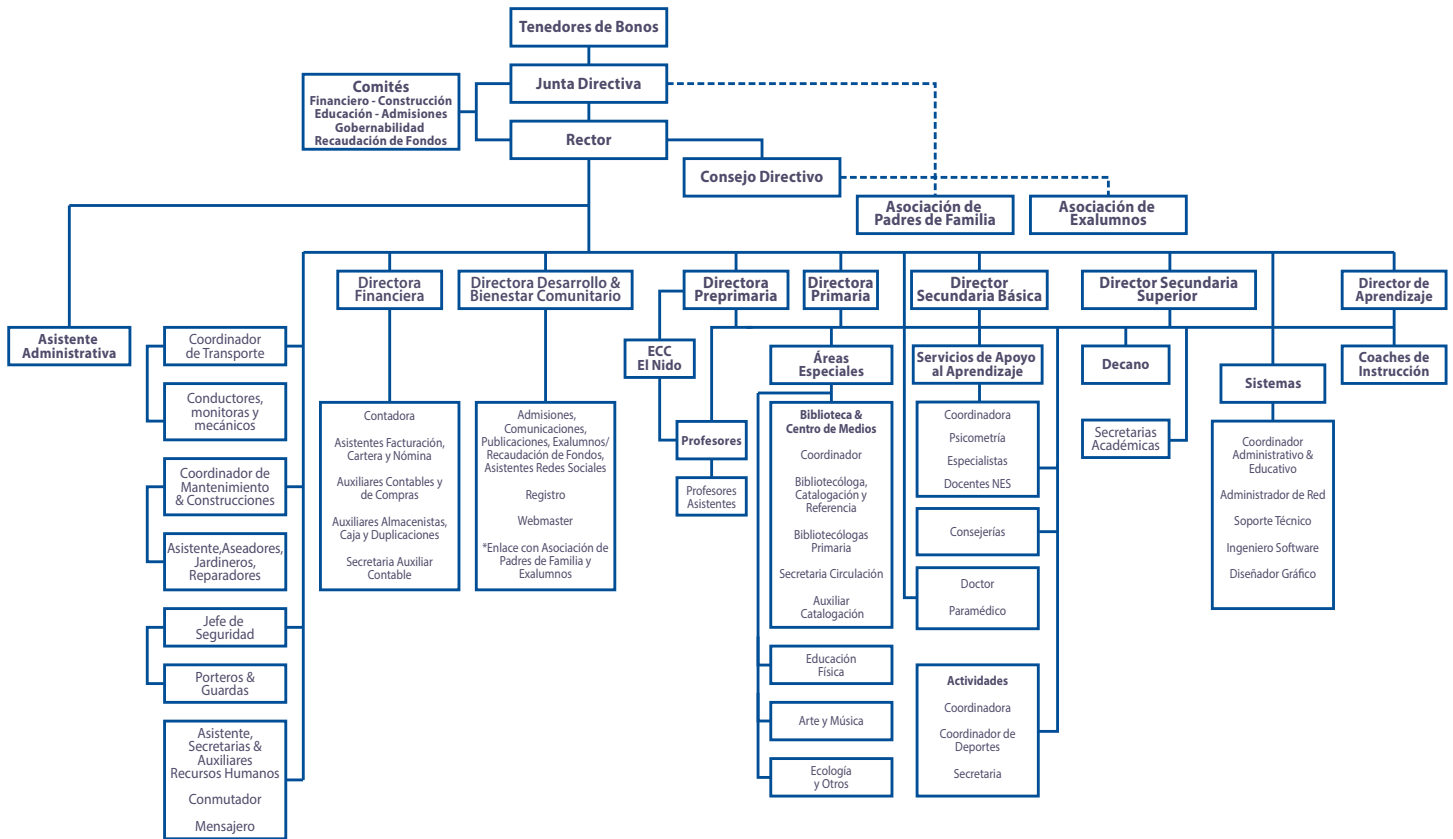 Tenedores de Bonos
Junta Directiva
Comités
Financiero - Construcción
Educación - Admisiones
Gobernabilidad
Recaudación de Fondos
Rector
Consejo Directivo
Asociación de
Padres de Familia
Asociación de
Exalumnos
Asistente
Administrativa
Coordinador
de Transporte
Conductores,
monitoras y
mecánicos
Coordinador de
Mantenimiento
& Construcciones
Asistente,Aseadores,
Jardineros,
Reparadores
Jefe de
Seguridad
Porteros &
Guardas
Asistente,
Secretarias &
Auxiliares
Recursos Humanos
Conmutador
Mensajero
Directora
Financiera
Contadora
Asistentes Facturación,
Cartera y Nómina
Auxiliares Contables y
de Compras
Auxiliares Almacenistas,
Caja y Duplicaciones
Secretaria Auxiliar
Contable
Directora Desarrollo &
Bienestar Comunitario
Admisiones,
Comunicaciones,
Publicaciones, Exalumnos/
Recaudación de Fondos,
Asistentes Redes Sociales
Registro
Webmaster
*Enlace con Asociación de
Padres de Familia y
Exalumnos
Directora
Preprimaria
ECC
El Nido
Profesores
Profesores
Asistentes
Directora
Primaria
Áreas
Especiales
Biblioteca &
Centro de Medios
Coordinador
Bibliotecóloga,
Catalogación y
Referencia
Bibliotecólogas
Primaria
Secretaria Circulación
Auxiliar
Catalogación
Educación
Física
Arte y Música
Ecología
y Otros
Director
Secundaria Básica
Servicios de Apoyo
al Aprendizaje
Coordinadora
Psicometría
Especialistas
Docentes NES
Consejerías
Doctor
Paramédico
Actividades
Coordinadora
Coordinador de
Deportes
Secretaria
Director Secundaria
Superior
Decano
Secretarias
Académicas
Sistemas
Coordinador
Administrativo &
Educativo
Administrador de Red
Soporte Técnico
Ingeniero Software
Diseñador Gráfico
Director de
Aprendizaje
Coaches de
Instrucción